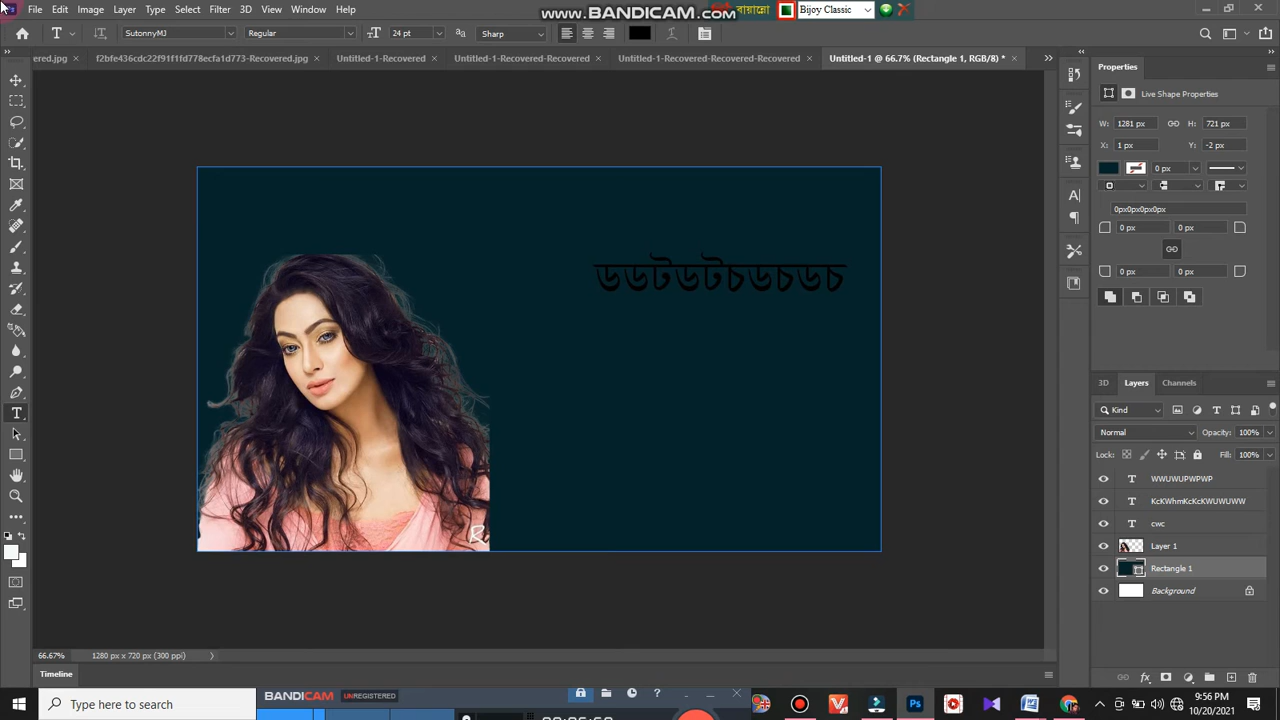 File Edit Image Layer Type Select Filter 3D View Window Help
www.BANDICAM.com
বায়ান্নো Bijoy Classic
SutonnyMJ Regular 24 pt Sharp
ered.jpg × f2bfe436cdc22f91f1fd778ecfa1d773-Recovered.jpg × Untitled-1-Recovered × Untitled-1-Recovered-Recovered × Untitled-1-Recovered-Recovered-Recovered × Untitled-1 @ 66.7% (Rectangle 1, RGB/8) * ×
Properties
Live Shape Properties
W: 1281 px H: 721 px
X: 1 px Y: -2 px
0 px
0px0px0px0px
0 px 0 px
0 px 0 px
ডডটডটচডচডচ
R
3D Layers Channels
Kind
Normal Opacity: 100%
Lock: Fill: 100%
WWUWUPWPWP
KcKWhmKcKcKWUWUWW
cwc
Layer 1
Rectangle 1
Background
66.67% 1280 px x 720 px (300 ppi)
Timeline
Type here to search
BANDICAM UNREGISTERED
9:56 PM